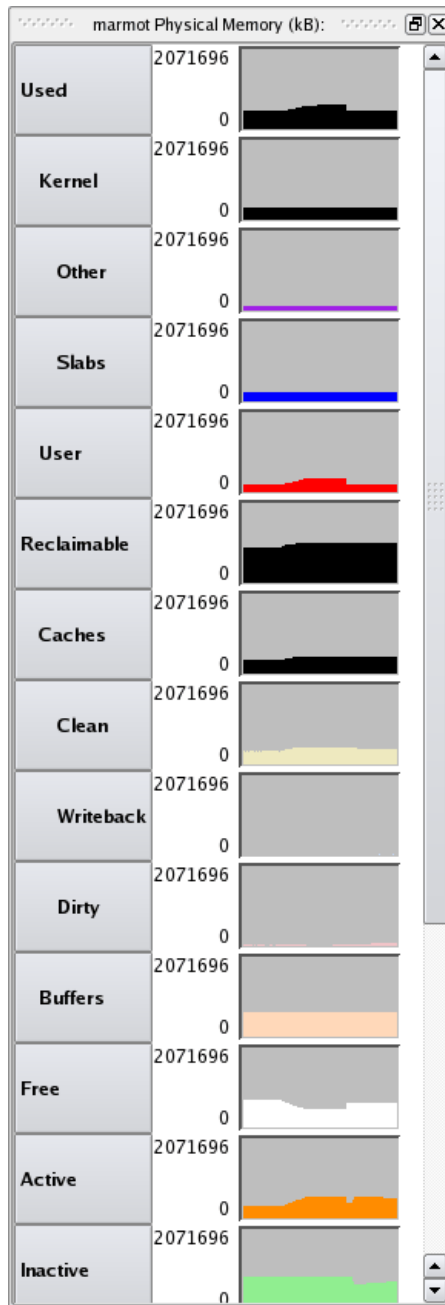 marmot Physical Memory (kB):
2071696
Used
0
2071696
Kernel
0
2071696
Other
0
2071696
Slabs
0
2071696
User
0
2071696
Reclaimable
0
2071696
Caches
0
2071696
Clean
0
2071696
Writeback
0
2071696
Dirty
0
2071696
Buffers
0
2071696
Free
0
2071696
Active
0
2071696
Inactive
0